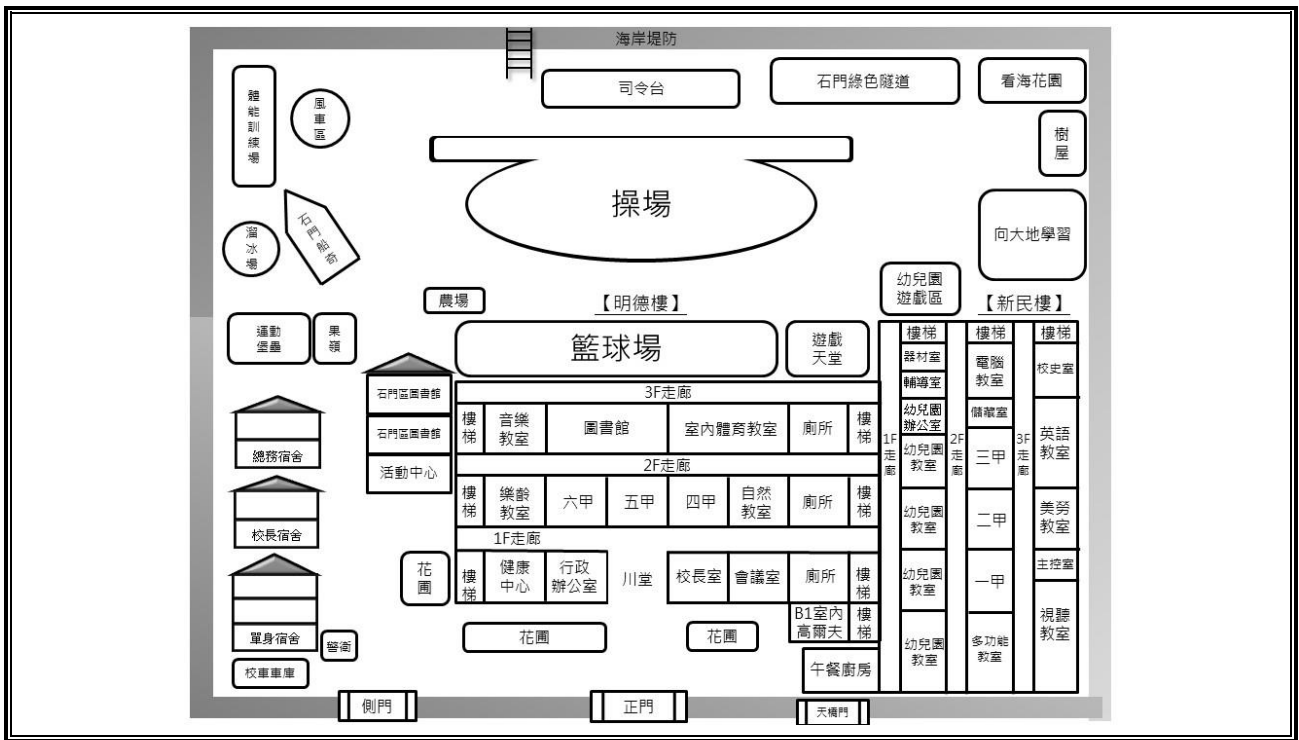 海岸堤防
司令台
石門綠色隧道
看海花園
體能訓練場
風車區
樹屋
操場
石門船奇
溜冰場
向大地學習
幼兒園
遊戲區
農場
【明德樓】
【新民樓】
運動
堡壘
果嶺
籃球場
遊戲
天堂
石門區圖書館
石門區圖書館
活動中心
3F走廊
樓梯
音樂
教室
圖書館
室內體育教室
廁所
樓梯
2F走廊
樓梯
樂齡
教室
六甲
五甲
四甲
自然
教室
廁所
樓梯
1F走廊
樓梯
健康
中心
行政
辦公室
川堂
校長室
會議室
廁所
樓梯
B1室內
高爾夫
樓梯
午餐廚房
1F走廊
樓梯
器材室
輔導室
幼兒園
辦公室
幼兒園
教室
幼兒園
教室
幼兒園
教室
幼兒園
教室
2F走廊
樓梯
電腦
教室
儲藏室
三甲
二甲
一甲
多功能
教室
3F走廊
樓梯
校史室
英語
教室
美勞
教室
主控室
視聽
教室
總務宿舍
校長宿舍
單身宿舍
花圃
花圃
花圃
警衛
校車車庫
側門
正門
天橋門